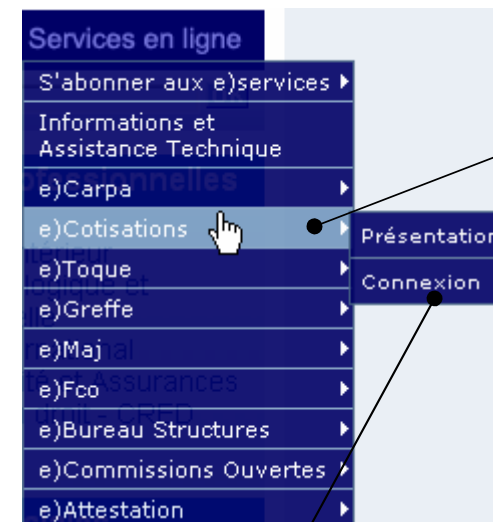 Services en ligne
S'abonner aux e)services
Informations et
Assistance Technique
e)Carpa
e)Cotisations
Présentation
e)Toque
Connexion
e)Greffe
e)Maj
e)Fco
e)Bureau Structures
e)Commissions Ouvertes
e)Attestation